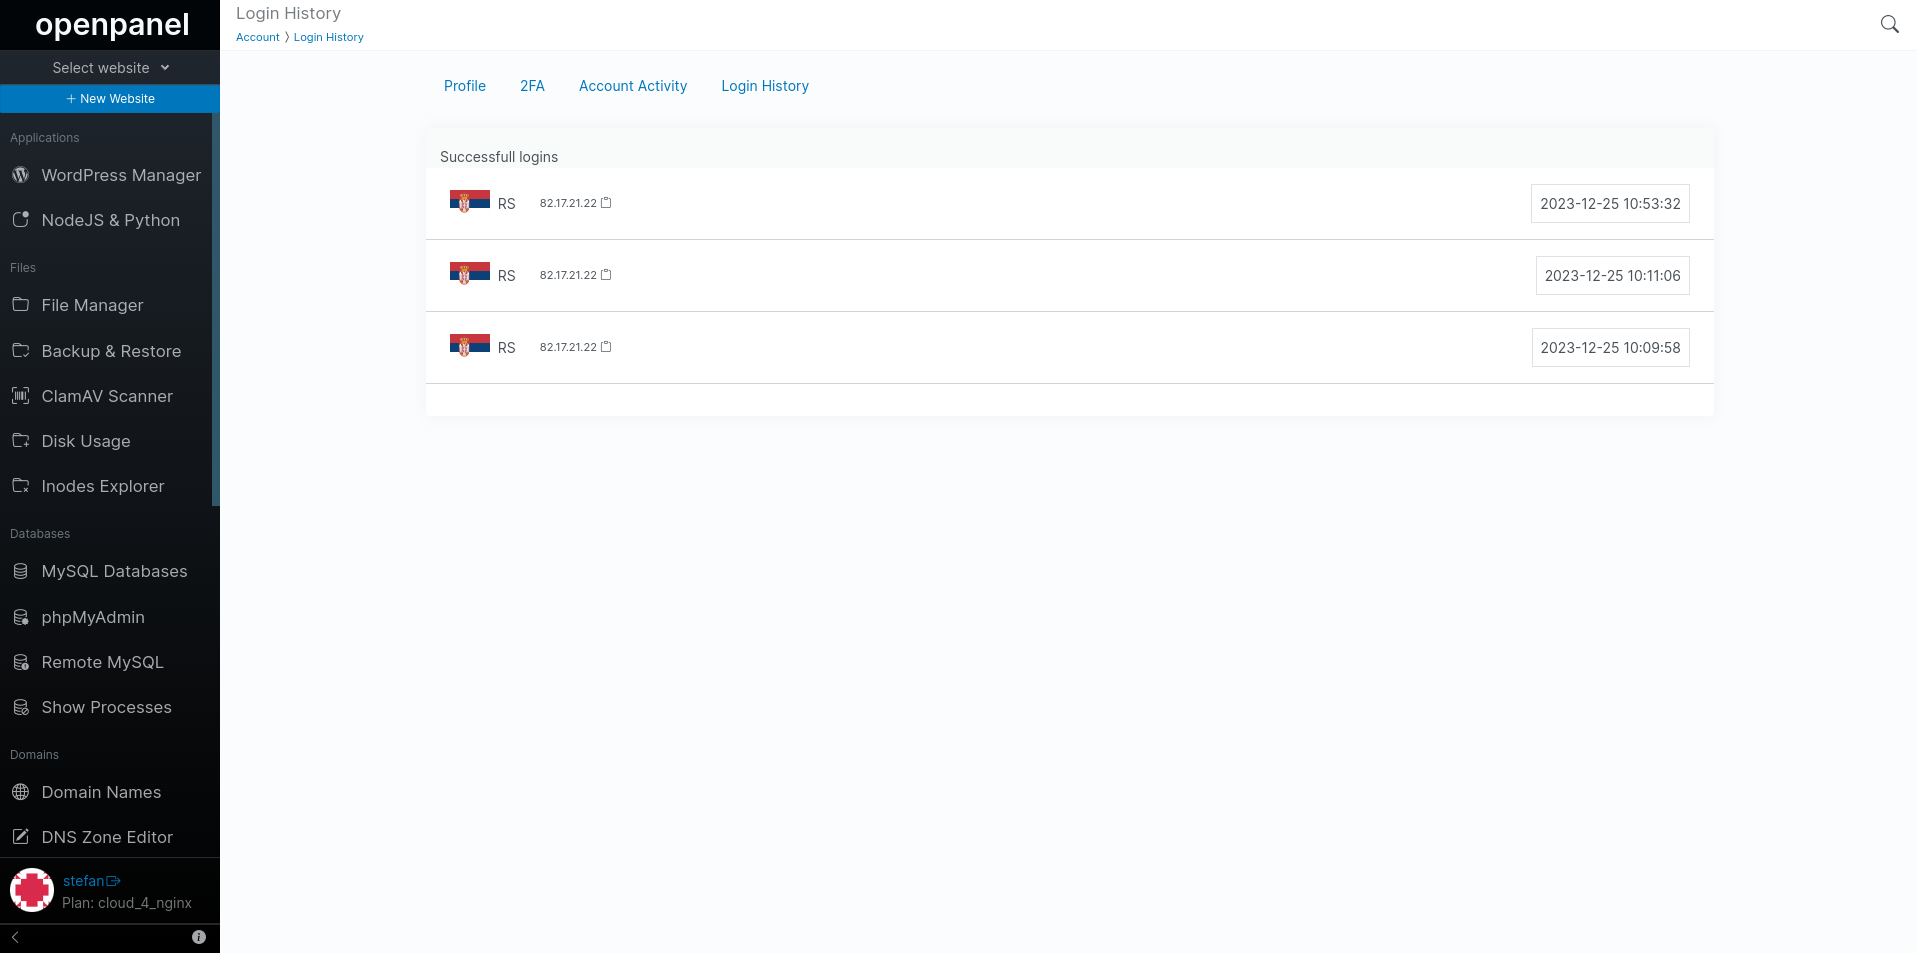 openpanel
Select website
+ New Website
Applications
WordPress Manager
NodeJS & Python
Files
File Manager
Backup & Restore
ClamAV Scanner
Disk Usage
Inodes Explorer
Databases
MySQL Databases
phpMyAdmin
Remote MySQL
Show Processes
Domains
Domain Names
DNS Zone Editor
stefan
Plan: cloud_4_nginx
Login History
Account 〉 Login History
Profile 2FA Account Activity Login History
Successfull logins
RS 82.17.21.22 2023-12-25 10:53:32
RS 82.17.21.22 2023-12-25 10:11:06
RS 82.17.21.22 2023-12-25 10:09:58